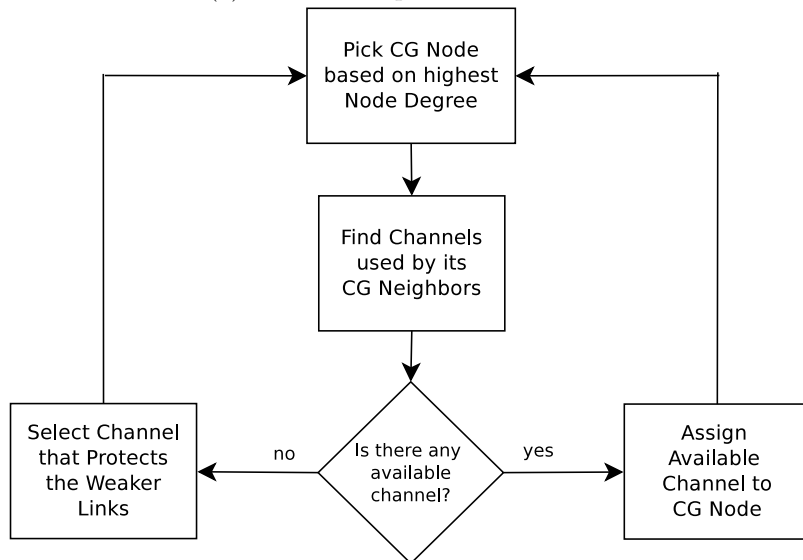 Pick CG Node
based on highest
Node Degree
Find Channels
used by its
CG Neighbors
Is there any
available
channel?
no
yes
Select Channel
that Protects
the Weaker
Links
Assign
Available
Channel to
CG Node